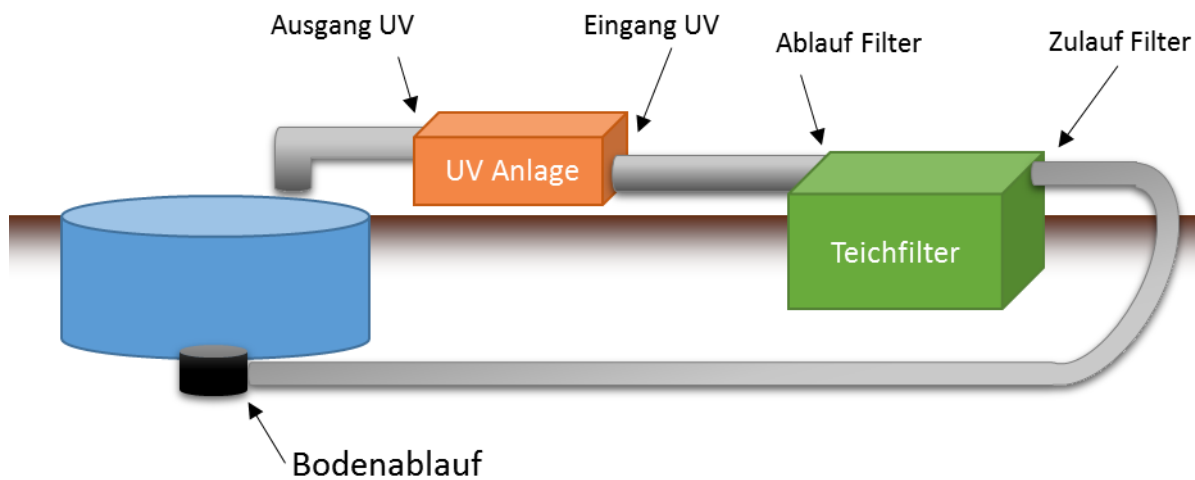 Ausgang UV
Eingang UV
Ablauf Filter
Zulauf Filter
UV Anlage
Teichfilter
Bodenablauf